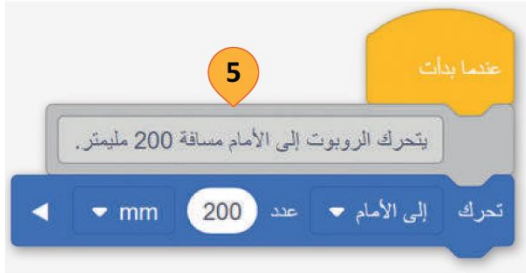 عندما بدأت
5
يتحرك الروبوت إلى الأمام مسافة 200 مليمتر.
تحرك إلى الأمام عدد 200 mm